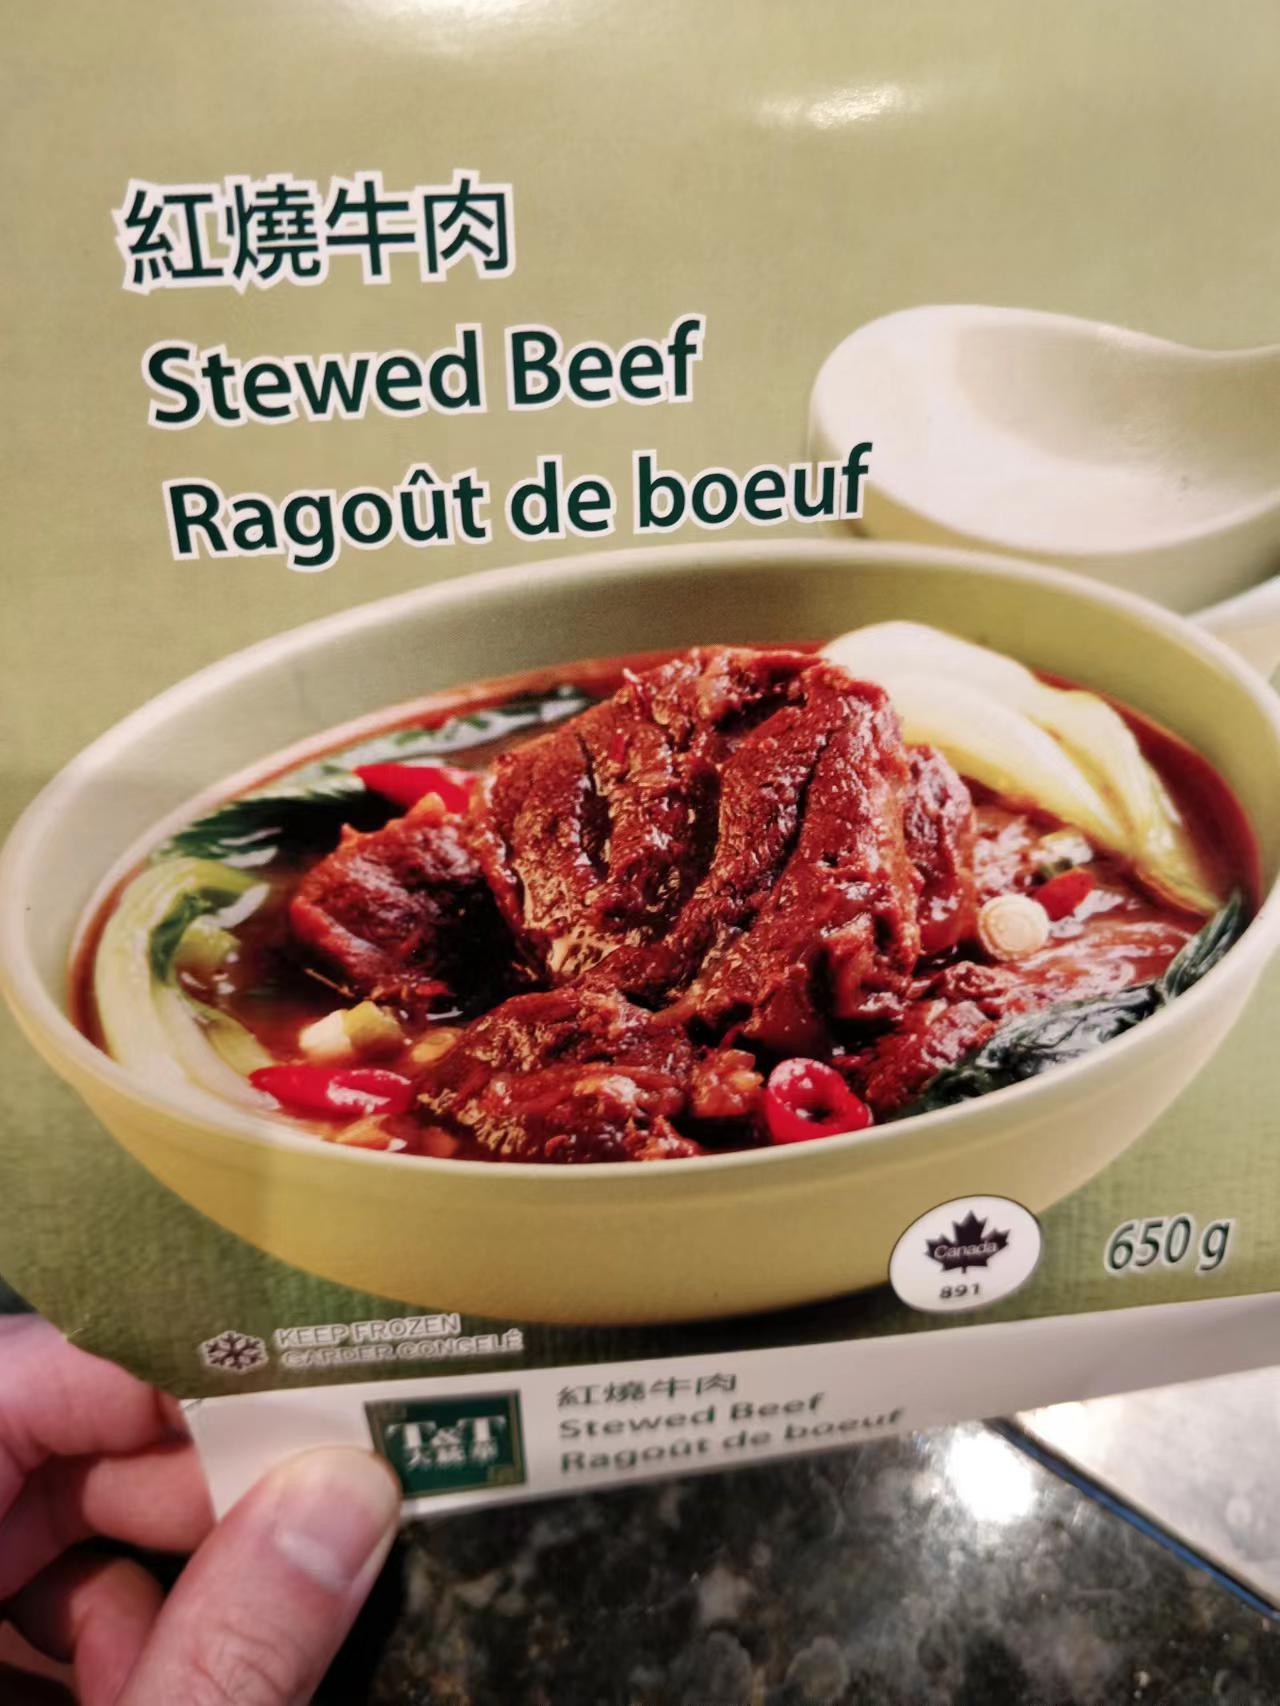 紅燒牛肉
Stewed Beef
Ragoût de boeuf
Canada
891
650 g
KEEP FROZEN
GARDER CONGELÉ
T&T
大統華
紅燒牛肉
Stewed Beef
Ragoût de boeuf